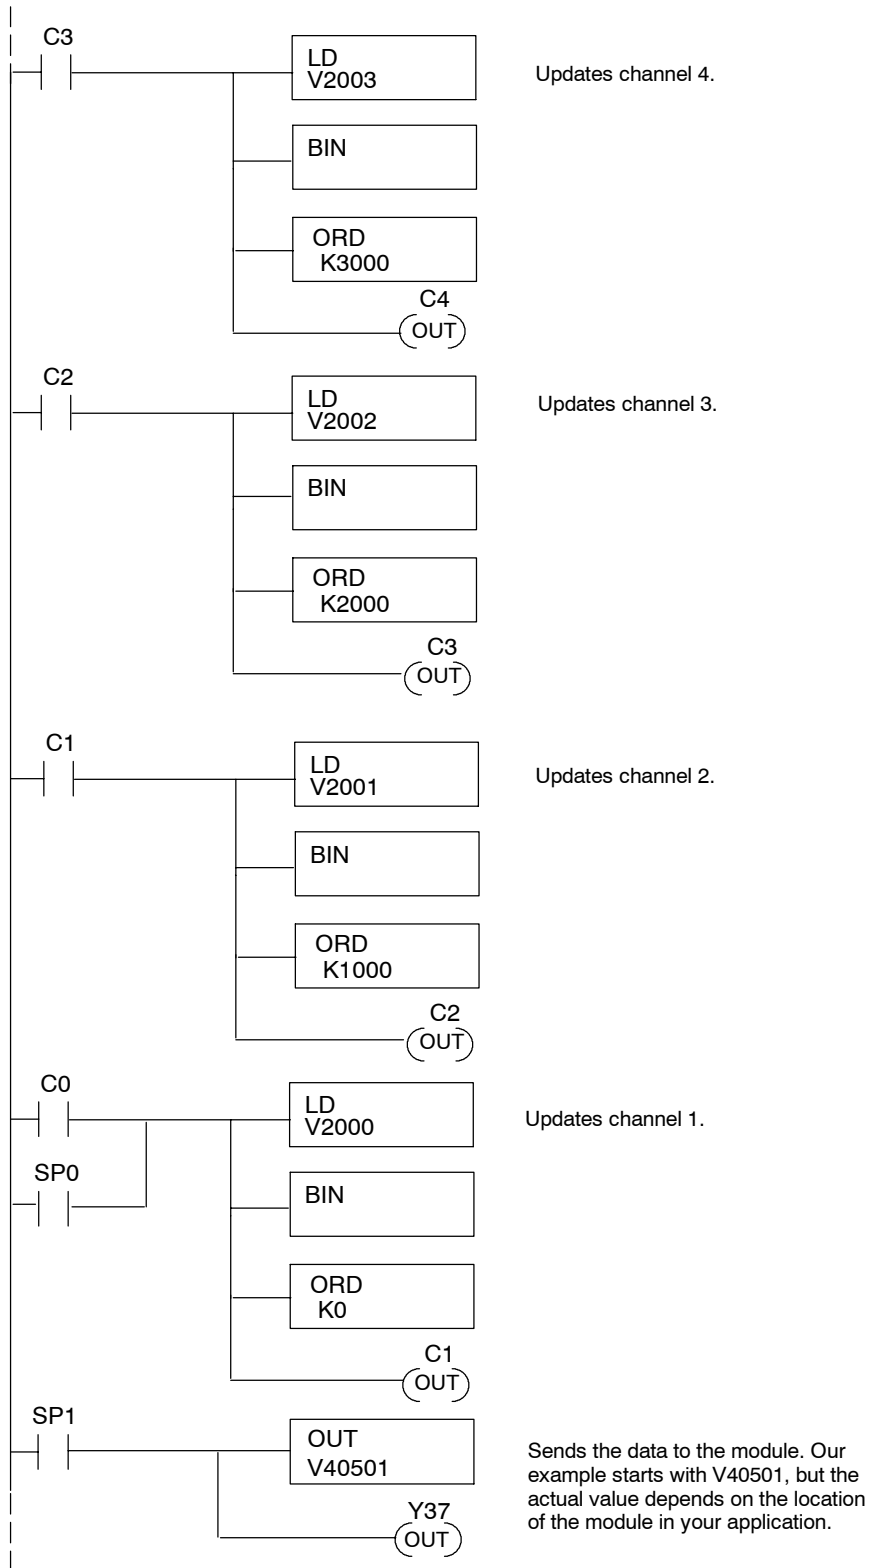 C3
LD
V2003
Updates channel 4.
BIN
ORD
K3000
C4
OUT
C2
LD
V2002
Updates channel 3.
BIN
ORD
K2000
C3
OUT
C1
LD
V2001
Updates channel 2.
BIN
ORD
K1000
C2
OUT
C0
LD
V2000
Updates channel 1.
SP0
BIN
ORD
K0
C1
OUT
SP1
OUT
V40501
Sends the data to the module. Our
example starts with V40501, but the
actual value depends on the location
of the module in your application.
Y37
OUT